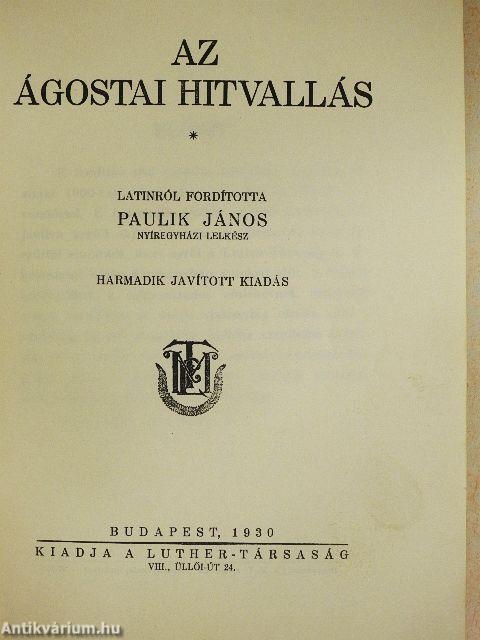 AZ
ÁGOSTAI HITVALLÁS
*
LATINRÓL FORDÍTOTTA
PAULIK JÁNOS
NYÍREGYHÁZI LELKÉSZ
HARMADIK JAVÍTOTT KIADÁS
BUDAPEST, 1930
KIADJA A LUTHER-TÁRSASÁG
VIII., ÜLLŐI-ÚT 24.
Antikvárium.hu